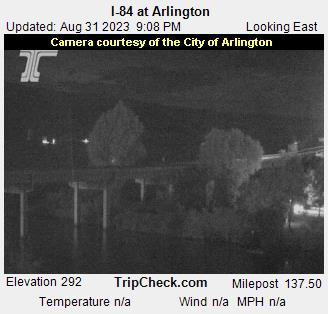 I-84 at Arlington
Updated: Aug 31 2023 9:08 PM Looking East
Camera courtesy of the City of Arlington
Elevation 292 TripCheck.com Milepost 137.50
Temperature n/a Wind n/a MPH n/a